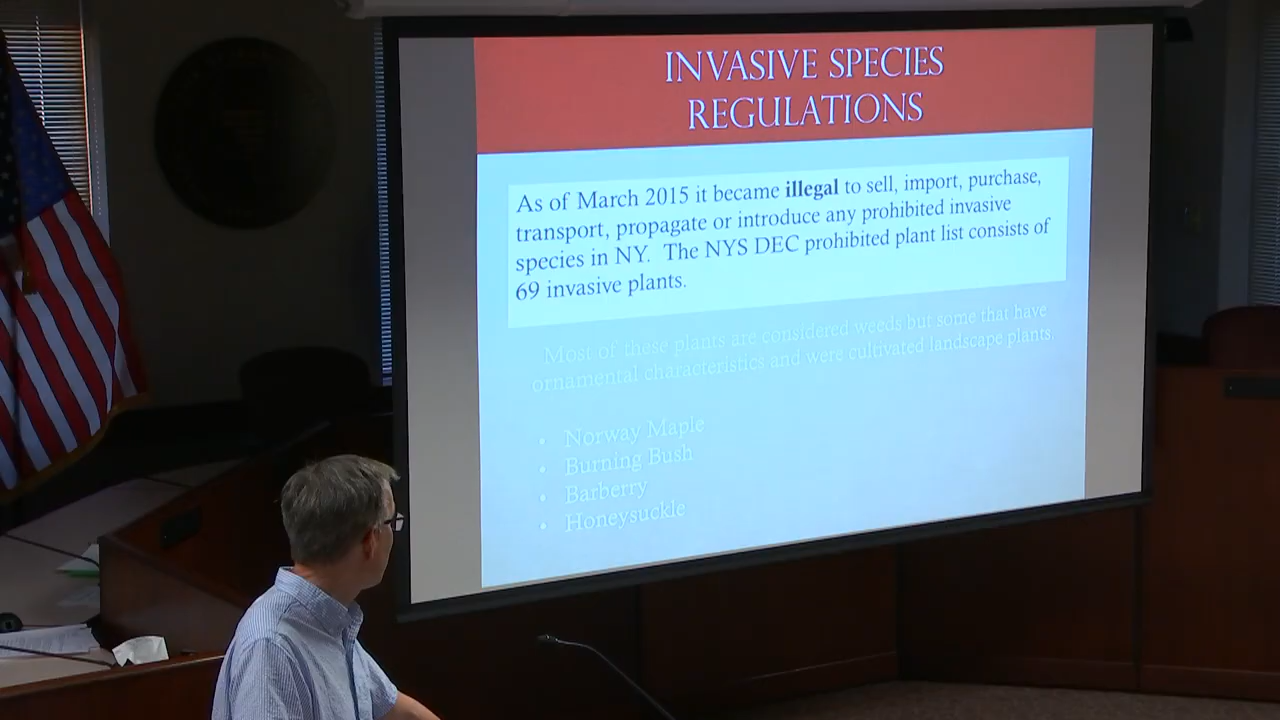 INVASIVE SPECIES
REGULATIONS
As of March 2015 it became illegal to sell, import, purchase,
transport, propagate or introduce any prohibited invasive
species in NY. The NYS DEC prohibited plant list consists of
69 invasive plants.
Most of these plants are considered weeds but some that have
ornamental characteristics and were cultivated landscape plants.
• Norway Maple
• Burning Bush
• Barberry
• Honeysuckle